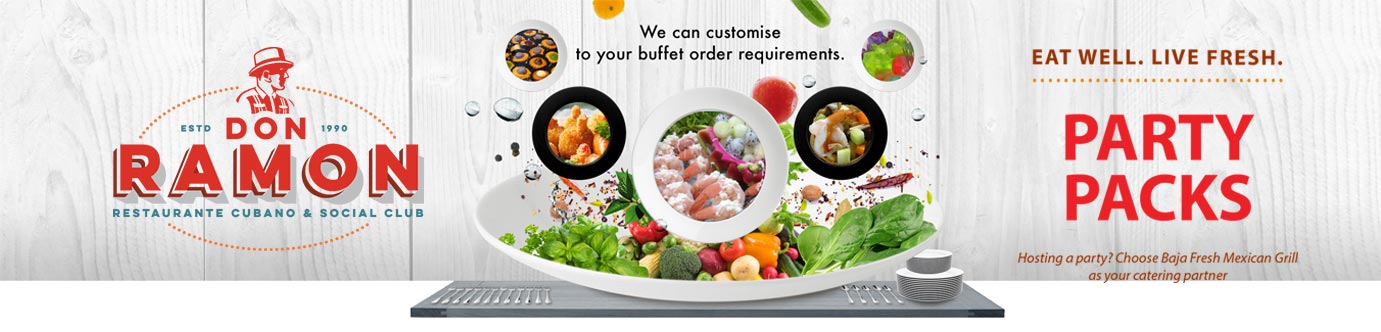 ESTD DON 1990
RAMON
RESTAURANTE CUBANO & SOCIAL CLUB
We can customise
to your buffet order requirements.
EAT WELL. LIVE FRESH.
PARTY
PACKS
Hosting a party? Choose Baja Fresh Mexican Grill
as your catering partner